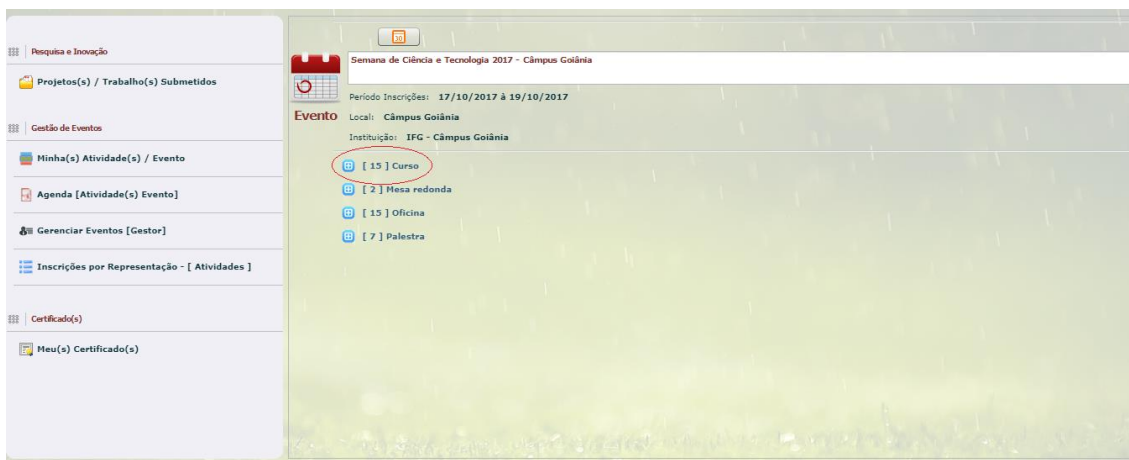 Pesquisa e Inovação
Projetos(s) / Trabalho(s) Submetidos
Gestão de Eventos
Minha(s) Atividade(s) / Evento
Agenda [Atividade(s) Evento]
Gerenciar Eventos [Gestor]
Inscrições por Representação - [ Atividades ]
Certificado(s)
Meu(s) Certificado(s)
30
Semana de Ciência e Tecnologia 2017 - Câmpus Goiânia
Evento
Período Inscrições: 17/10/2017 à 19/10/2017
Local: Câmpus Goiânia
Instituição: IFG - Câmpus Goiânia
[ 15 ] Curso
[ 2 ] Mesa redonda
[ 15 ] Oficina
[ 7 ] Palestra